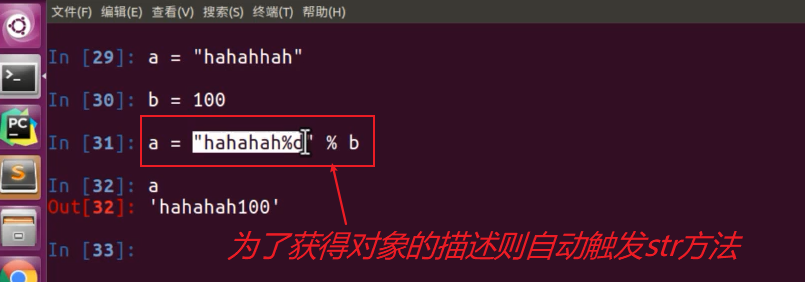 文件(F) 编辑(E) 查看(V) 搜索(S) 终端(T) 帮助(H)
In [29]: a = "hahahhah"
In [30]: b = 100
In [31]: a = "hahahah%d" % b
In [32]: a
Out[32]: 'hahahah100'
为了获得对象的描述则自动触发str方法
In [33]:
PC
S